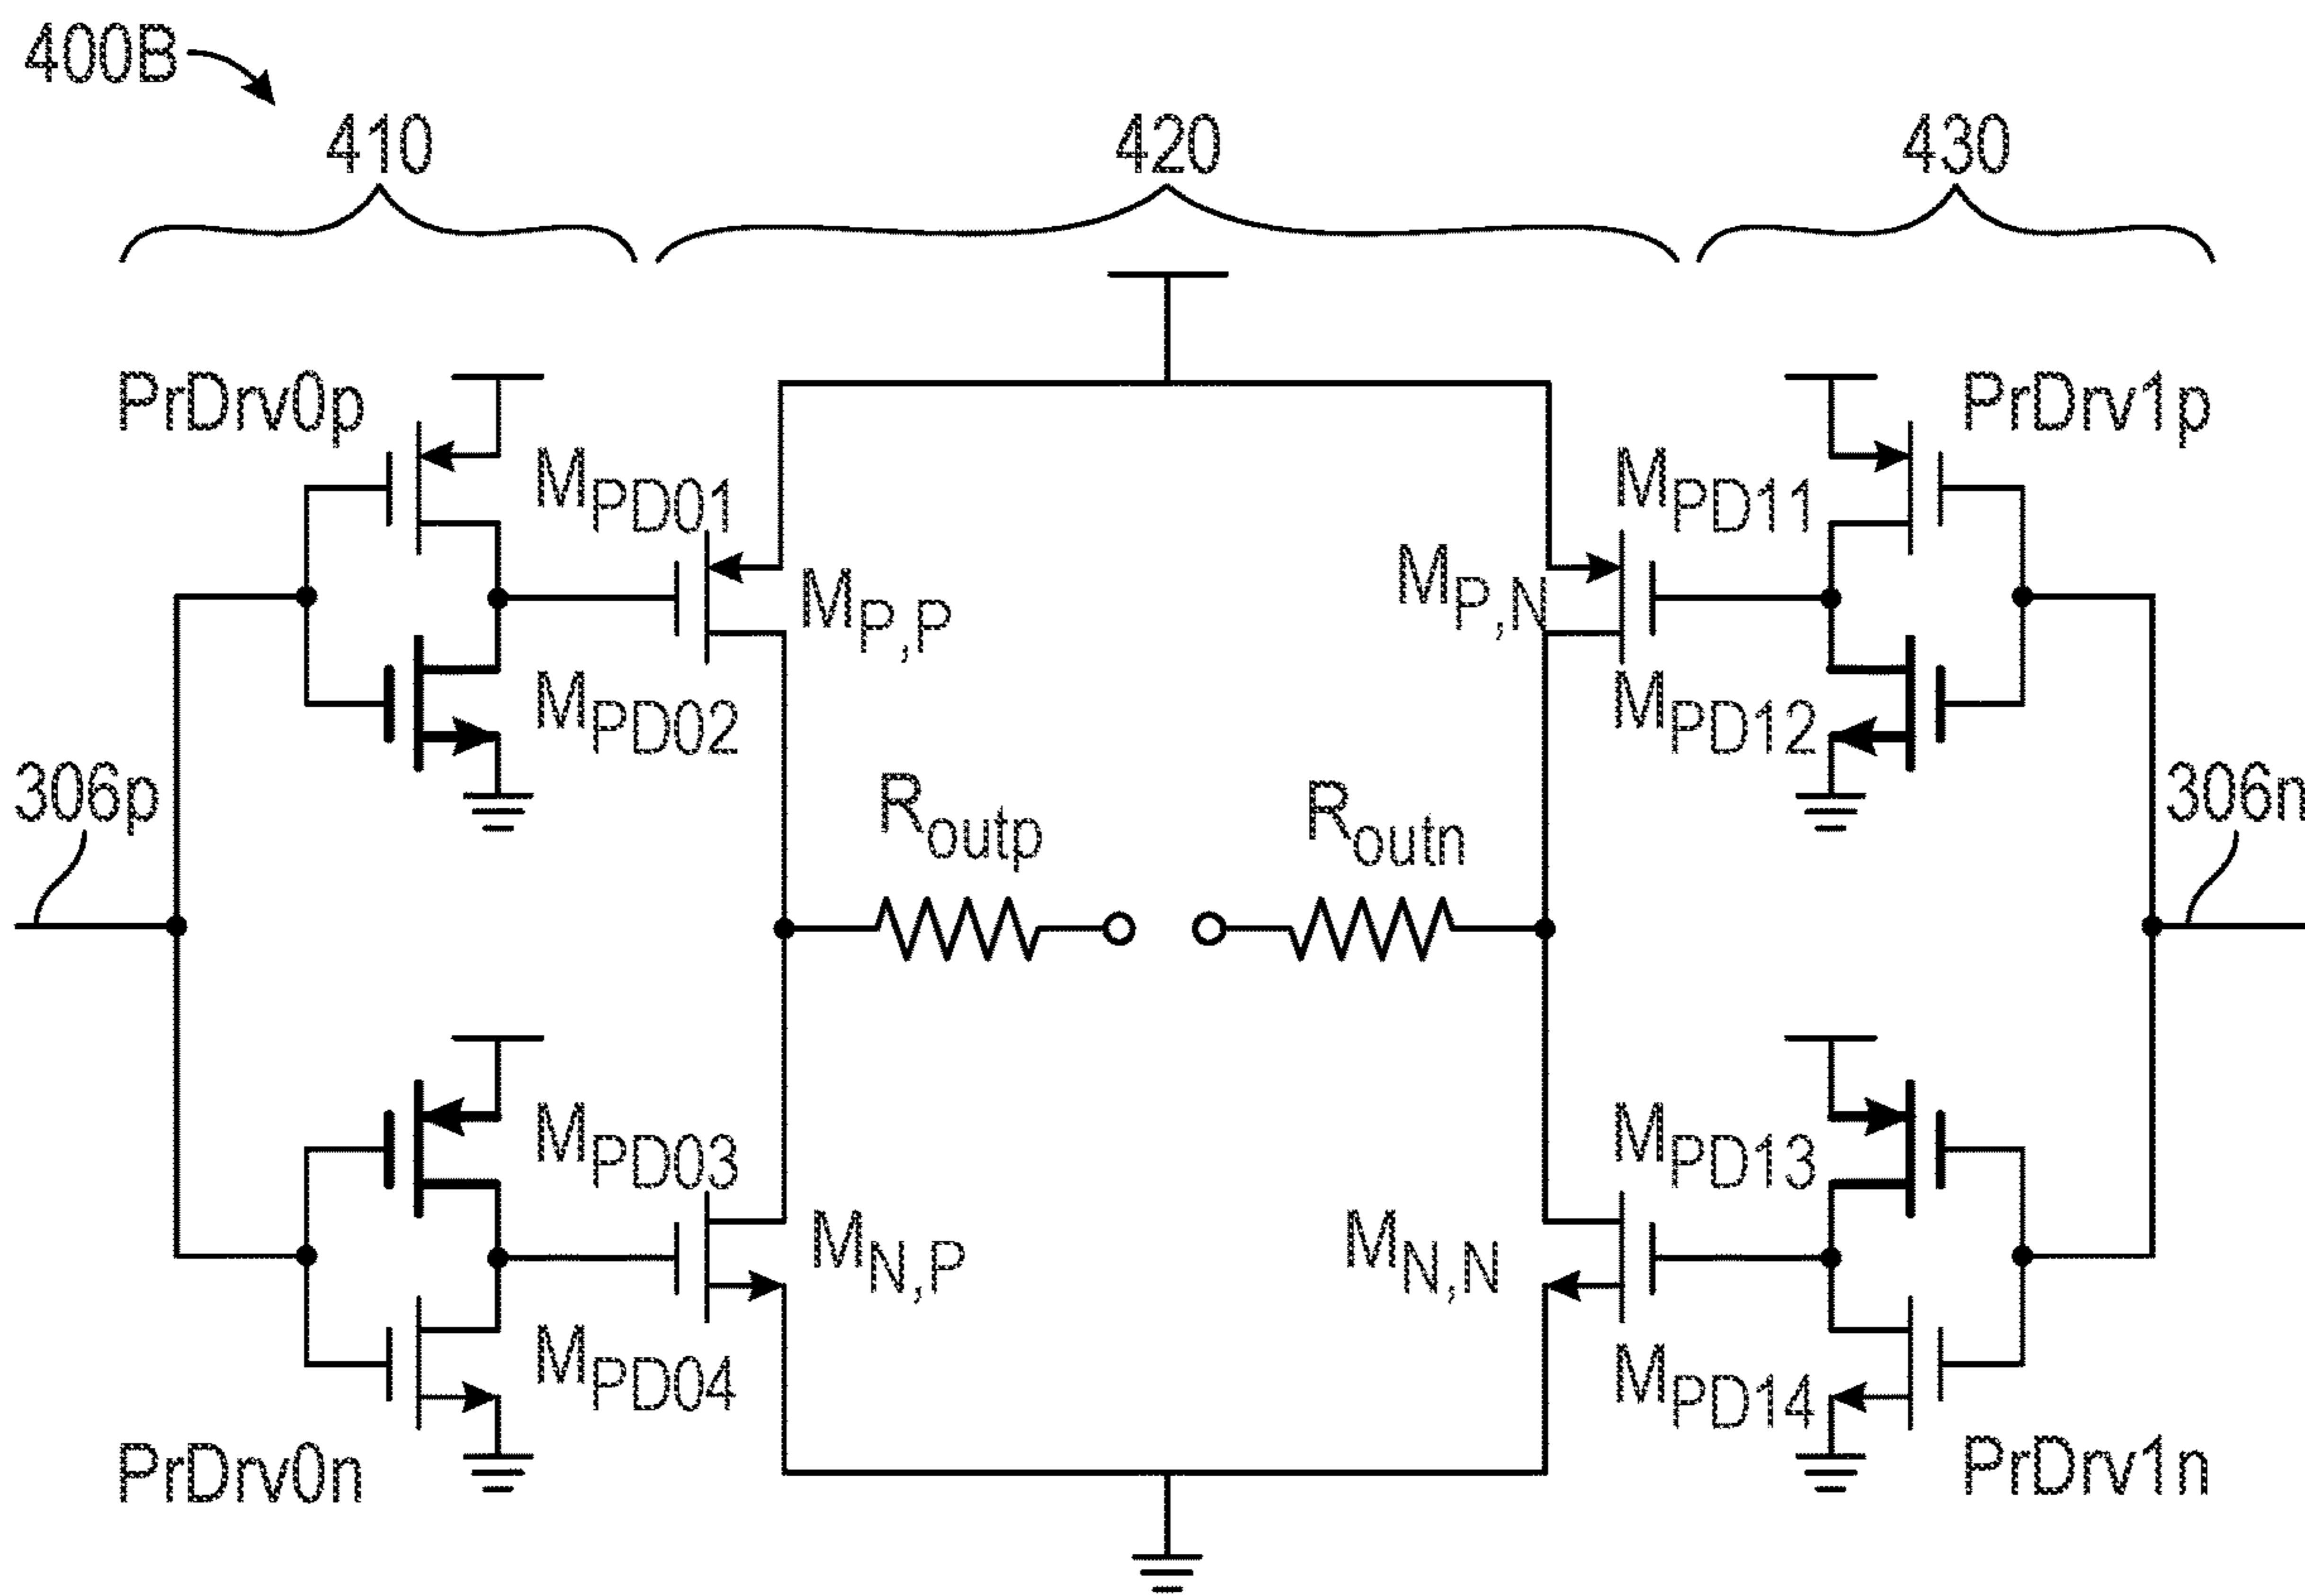 400B
410 420 430
PrDrv0p PrDrv1p
MPD01 MPD11
MP,P MP,N
MPD02 MPD12
306p Routp Routn 306n
MPD03 MPD13
MN,P MN,N
MPD04 MPD14
PrDrv0n PrDrv1n